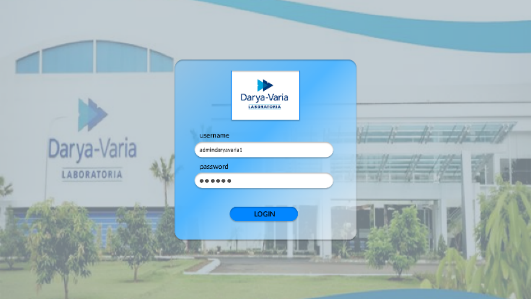 Darya-Varia
LABORATORIA
Darya-Varia
LABORATORIA
username
admindaryavaria1
password
LOGIN